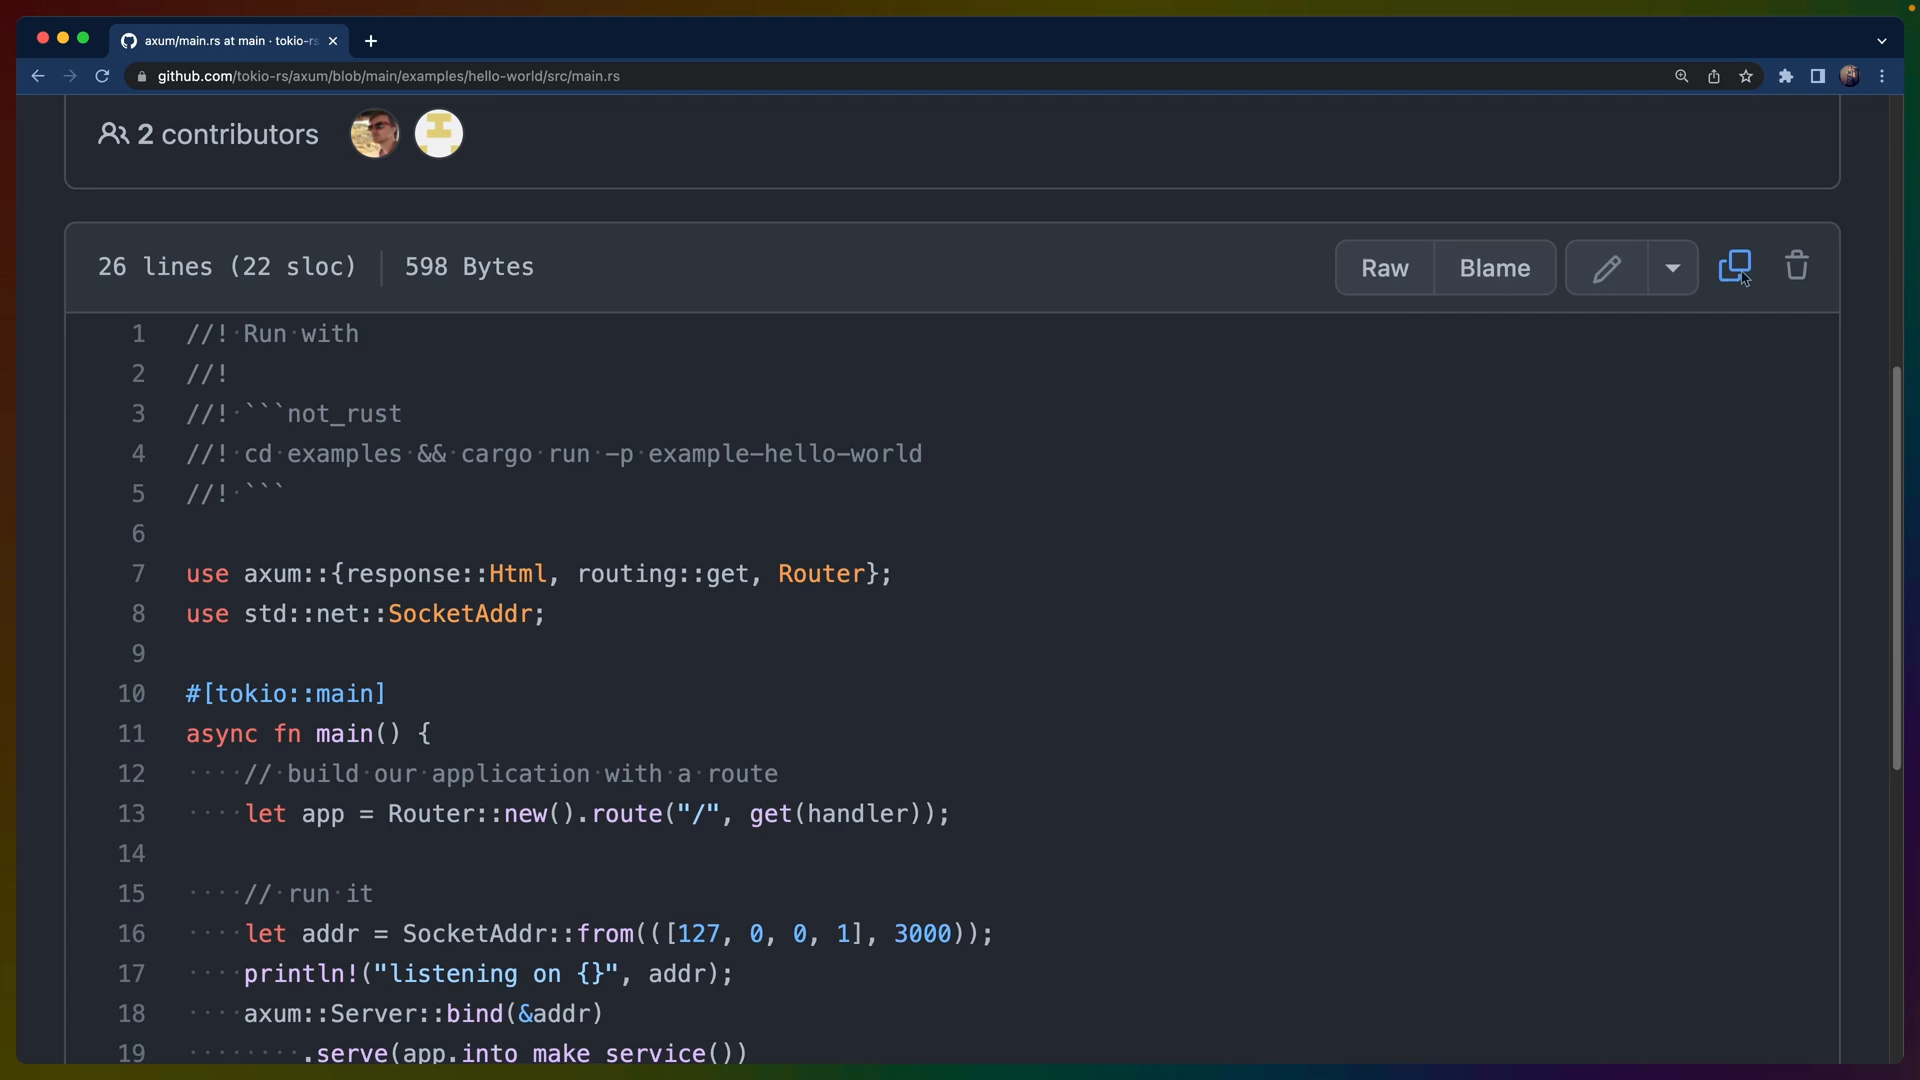 axum/main.rs at main · tokio-rs
github.com/tokio-rs/axum/blob/main/examples/hello-world/src/main.rs
2 contributors
26 lines (22 sloc) 598 Bytes Raw Blame
1 //! Run with
2 //!
3 //! ```not_rust
4 //! cd examples && cargo run -p example-hello-world
5 //! ```
6
7 use axum::{response::Html, routing::get, Router};
8 use std::net::SocketAddr;
9
10 #[tokio::main]
11 async fn main() {
12 // build our application with a route
13 let app = Router::new().route("/", get(handler));
14
15 // run it
16 let addr = SocketAddr::from(([127, 0, 0, 1], 3000));
17 println!("listening on {}", addr);
18 axum::Server::bind(&addr)
19 .serve(app.into_make_service())